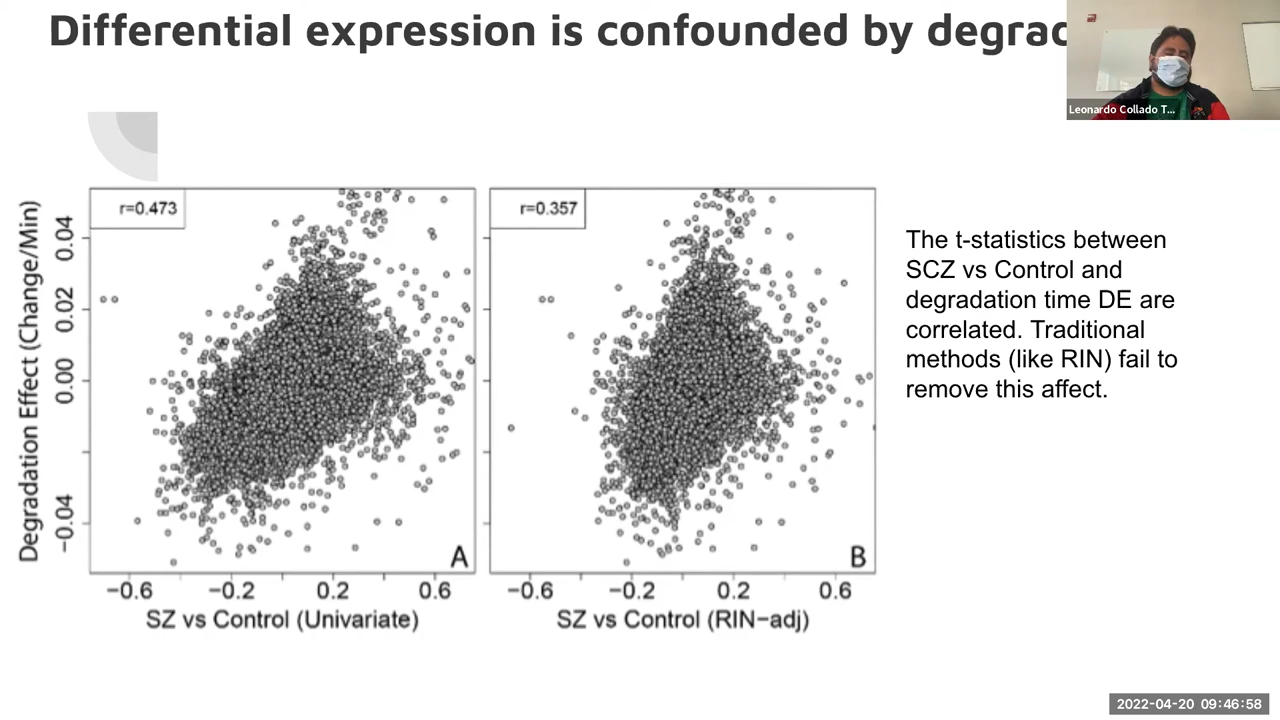 Differential expression is confounded by degrad
Leonardo Collado T...
r=0.473
r=0.357
Degradation Effect (Change/Min)
0.04
0.02
0.00
−0.04
A
B
−0.6 −0.2 0.2 0.6
−0.6 −0.2 0.2 0.6
SZ vs Control (Univariate)
SZ vs Control (RIN−adj)
The t-statistics between
SCZ vs Control and
degradation time DE are
correlated. Traditional
methods (like RIN) fail to
remove this affect.
2022-04-20 09:46:58